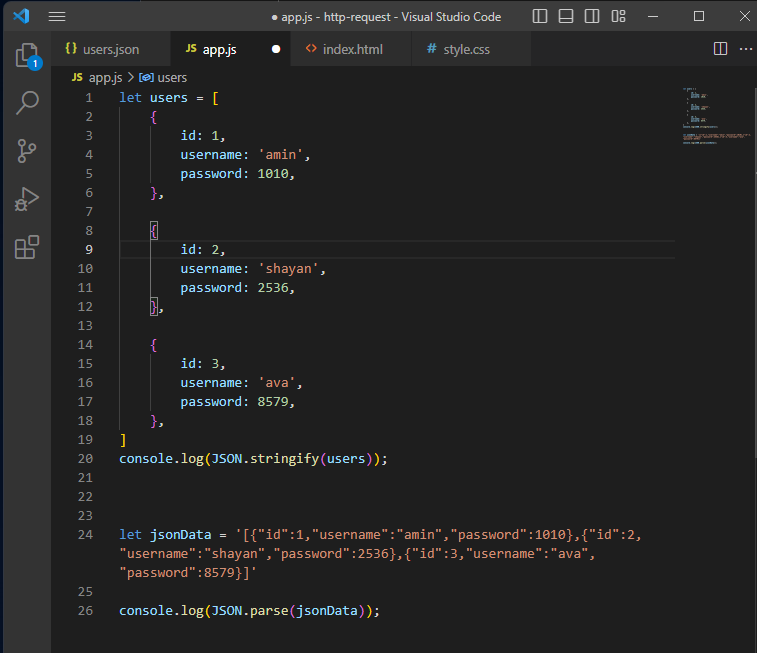 ● app.js - http-request - Visual Studio Code
{} users.json
JS app.js ●
<> index.html
# style.css
1
JS app.js > users
1 let users = [
2 {
3 id: 1,
4 username: 'amin',
5 password: 1010,
6 },
7
8 {
9 id: 2,
10 username: 'shayan',
11 password: 2536,
12 },
13
14 {
15 id: 3,
16 username: 'ava',
17 password: 8579,
18 },
19 ]
20 console.log(JSON.stringify(users));
21
22
23
24 let jsonData = '[{"id":1,"username":"amin","password":1010},{"id":2,
"username":"shayan","password":2536},{"id":3,"username":"ava",
"password":8579}]'
25
26 console.log(JSON.parse(jsonData));